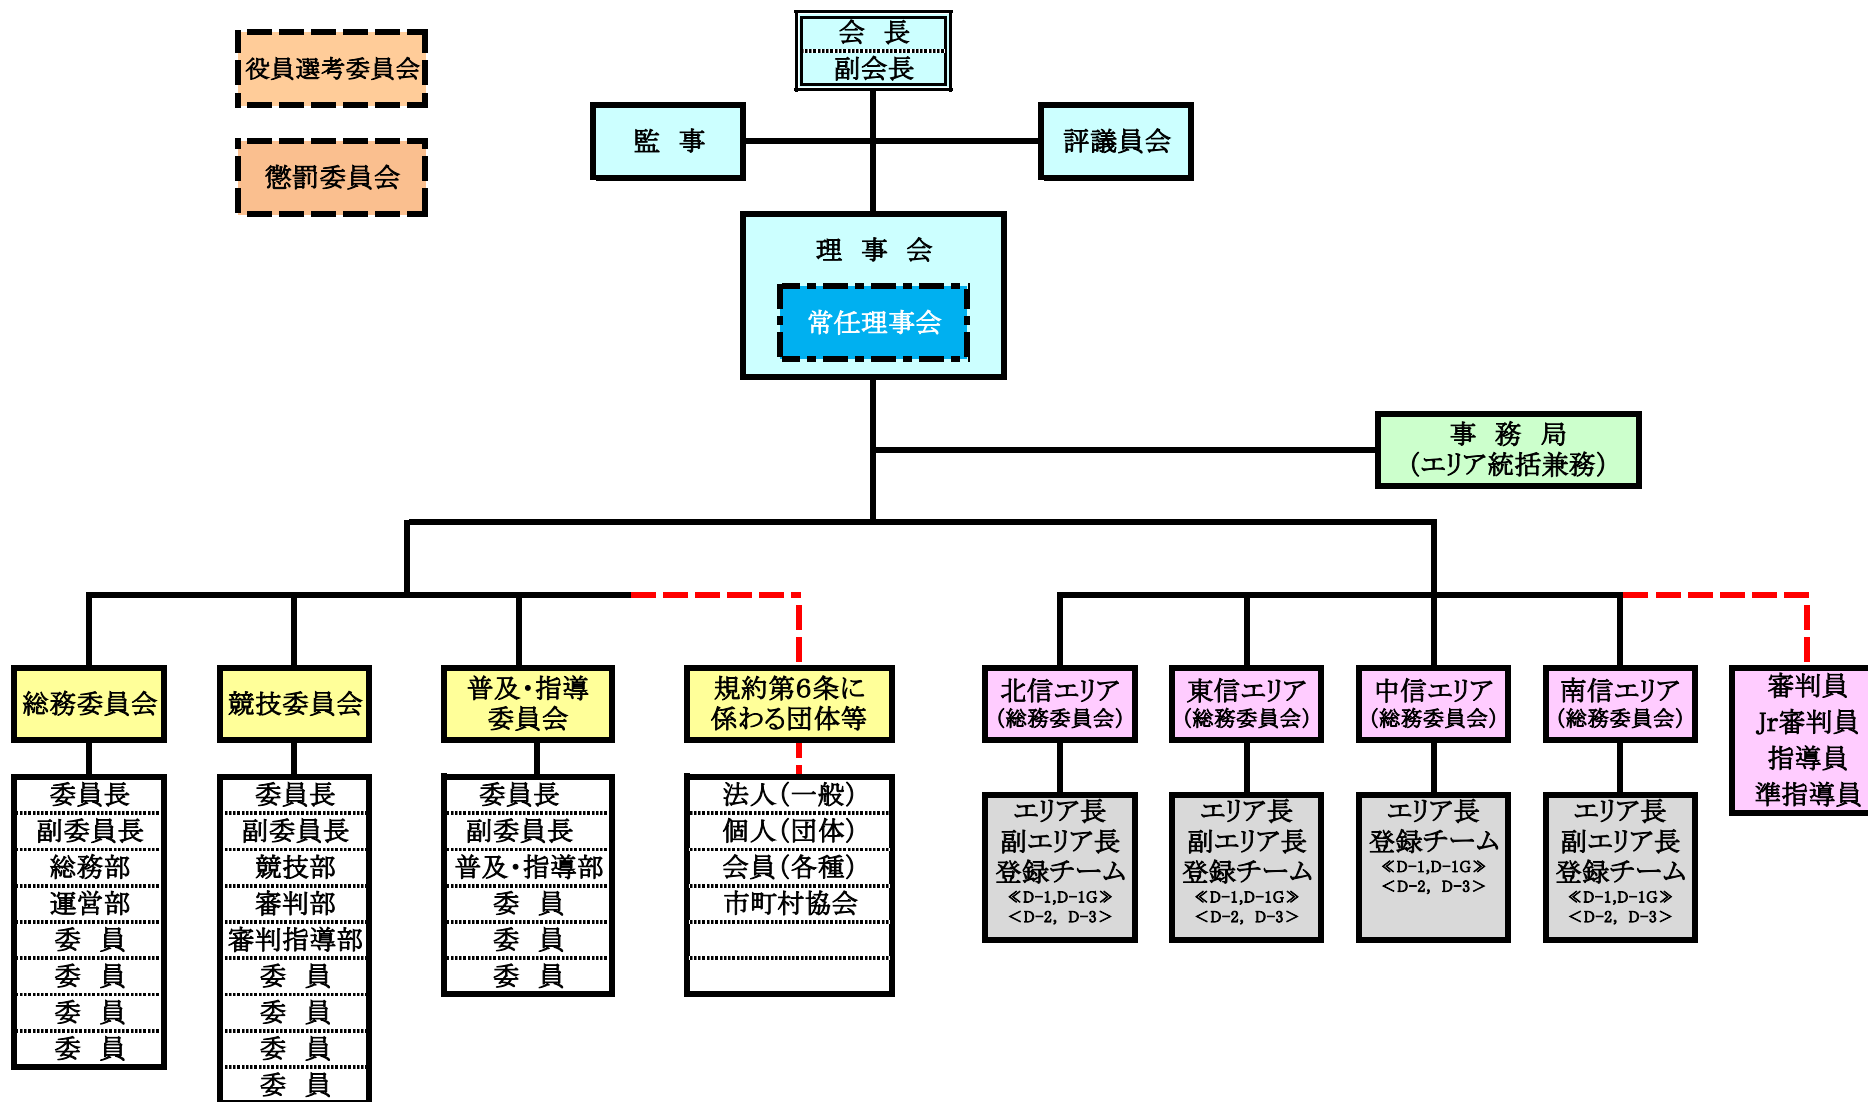 会 長
副会長
役員選考委員会
監 事
評議員会
懲罰委員会
理 事 会
常任理事会
事 務 局
(エリア統括兼務)
総務委員会
委員長
副委員長
総務部
運営部
委 員
委 員
委 員
委 員
競技委員会
委員長
副委員長
競技部
審判部
審判指導部
委 員
委 員
委 員
委 員
普及・指導
委員会
委員長
副委員長
普及・指導部
委 員
委 員
委 員
規約第6条に
係わる団体等
法人(一般)
個人(団体)
会員(各種)
市町村協会
北信エリア
(総務委員会)
エリア長
副エリア長
登録チーム
≪D-1,D-1G≫
<D-2, D-3>
東信エリア
(総務委員会)
エリア長
副エリア長
登録チーム
≪D-1,D-1G≫
<D-2, D-3>
中信エリア
(総務委員会)
エリア長
登録チーム
≪D-1,D-1G≫
<D-2, D-3>
南信エリア
(総務委員会)
エリア長
副エリア長
登録チーム
≪D-1,D-1G≫
<D-2, D-3>
審判員
Jr審判員
指導員
準指導員